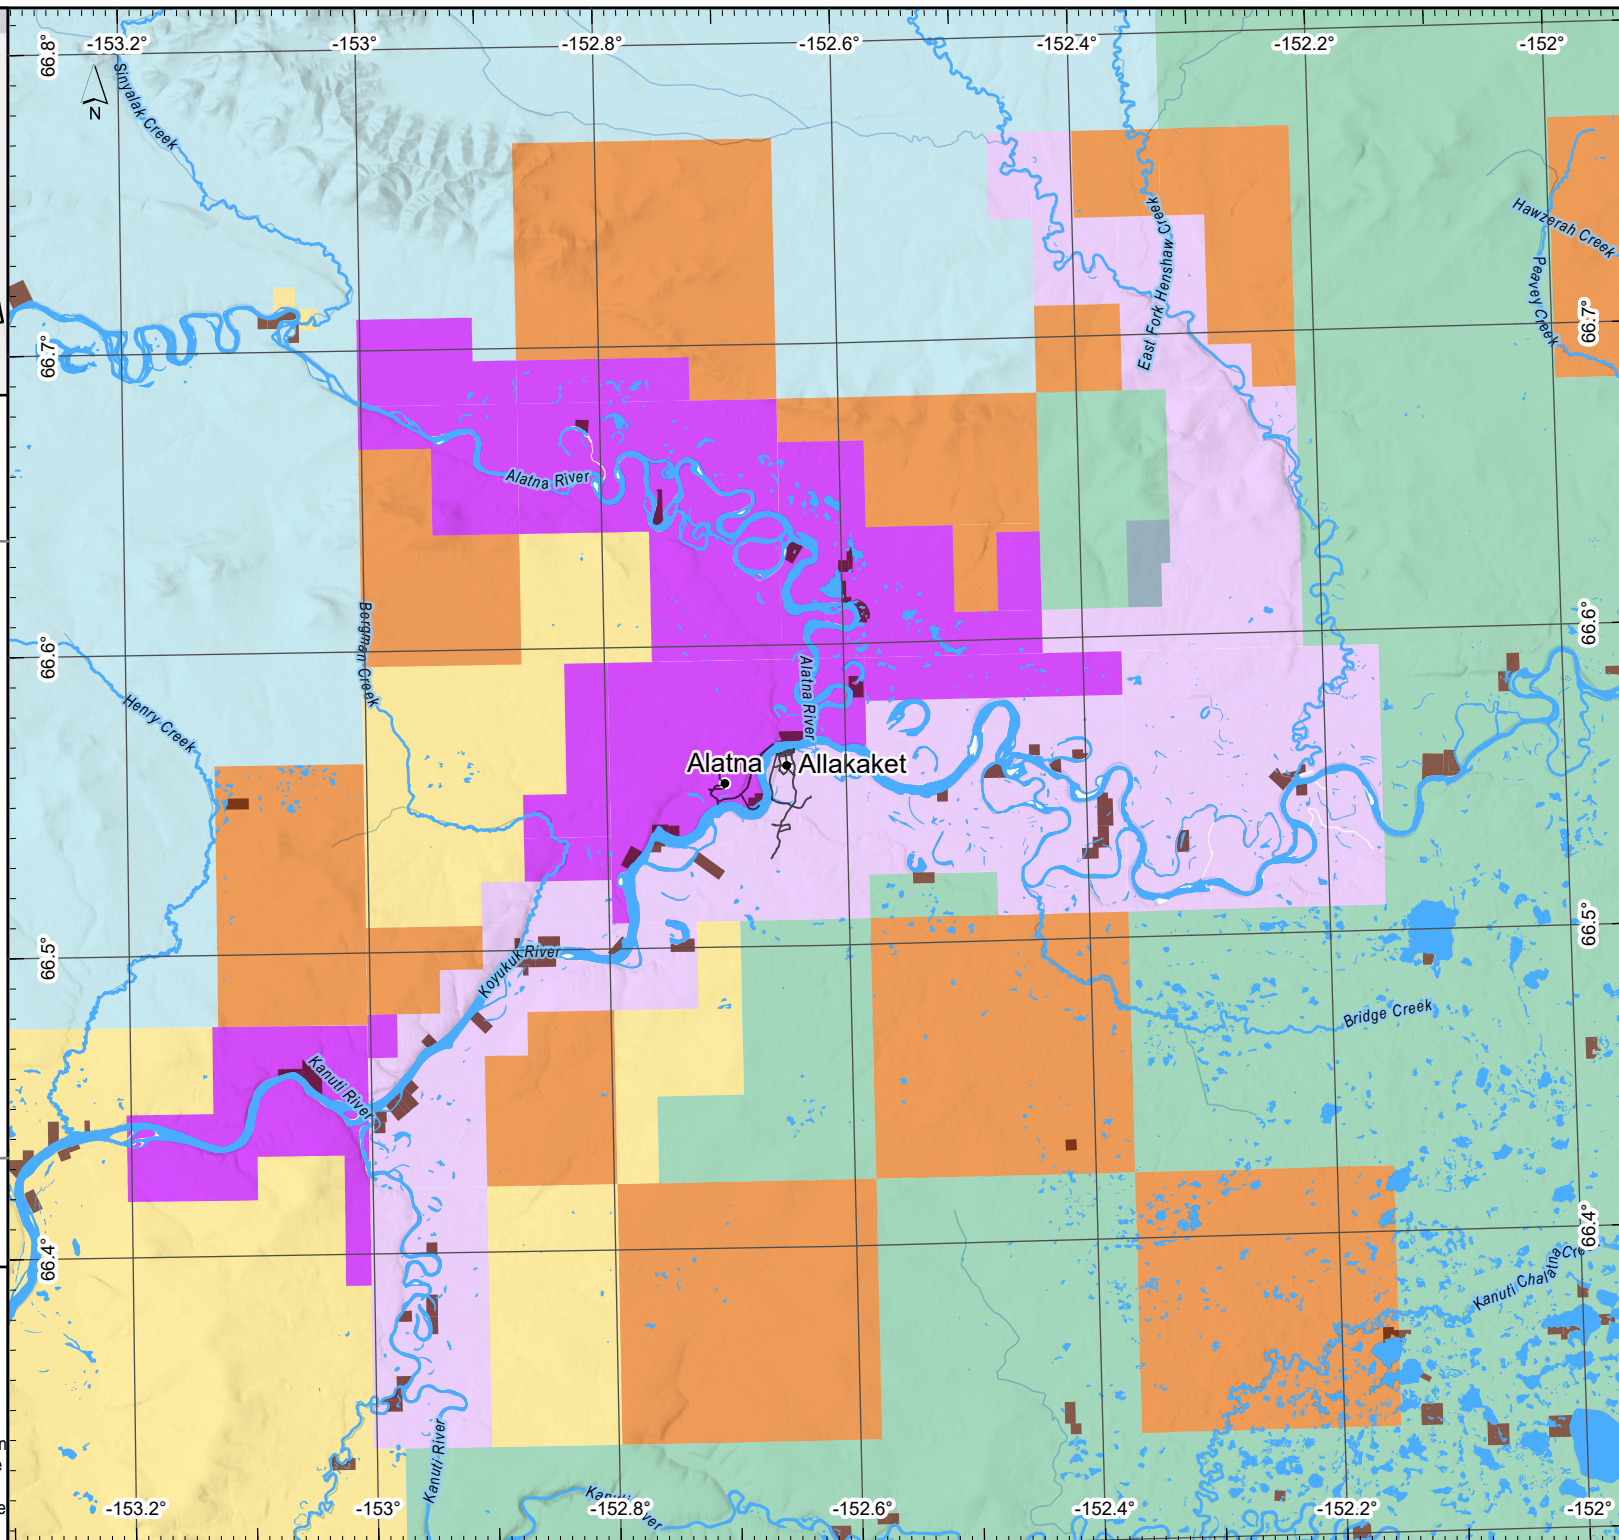 -153.2°
-153°
-152.8°
-152.6°
-152.4°
-152.2°
-152°
66.8°
N
Sinyalak Creek
East Fork Henshaw Creek
Hawzerah Creek
Peavey Creek
66.7°
66.7°
Alatna River
Bergman Creek
66.6°
66.6°
Alatna River
Henry Creek
Alatna
Allakaket
66.5°
66.5°
Koyukuk River
Bridge Creek
Kanuti River
66.4°
66.4°
Kanuti Chalatna Cre
Kanuti River
-153.2°
-153°
-152.8°
-152.6°
-152.4°
-152.2°
-152°